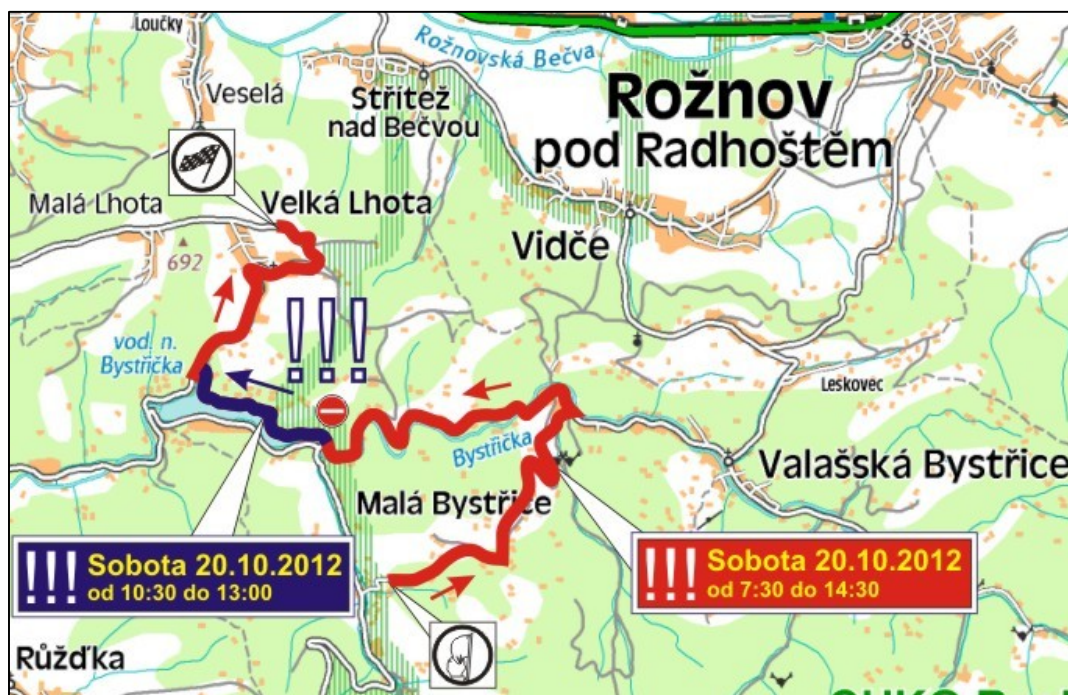 Loučky
Rožnovská Bečva
Veselá
Střítež
nad Bečvou
Rožnov
pod Radhoštěm
Malá Lhota
Velká Lhota
Vidče
692
vod. n.
Bystřička
!!!
Leskovec
Bystřička
Valašská Bystřice
Malá Bystřice
!!! Sobota 20.10.2012
od 10:30 do 13:00
!!! Sobota 20.10.2012
od 7:30 do 14:30
Růžďka